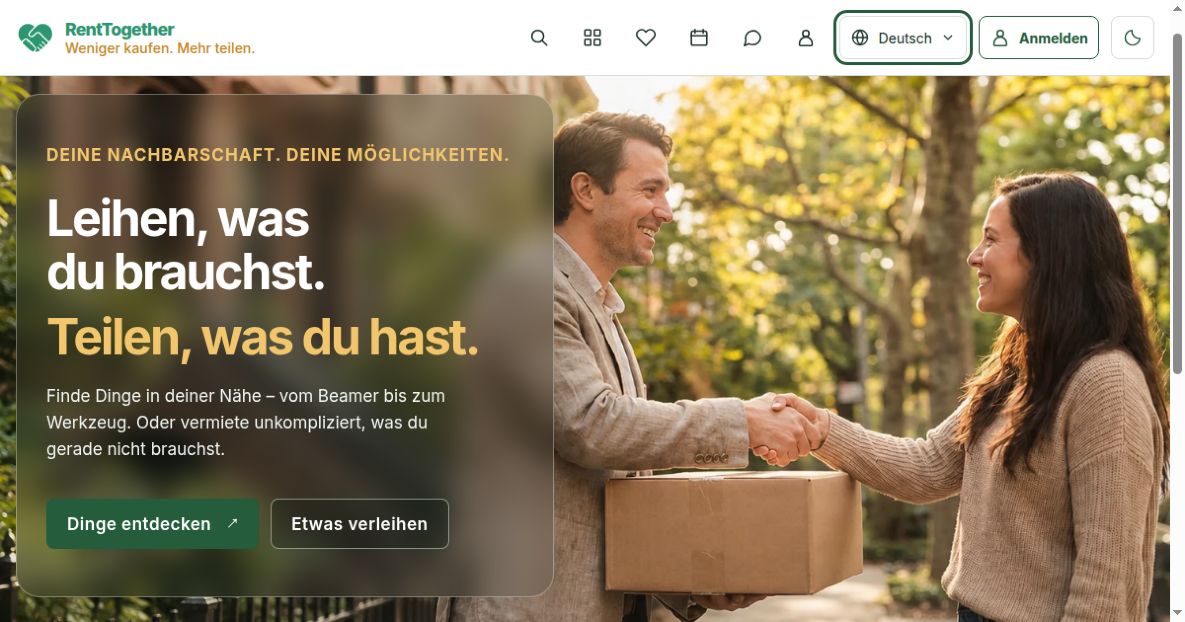 RentTogether
Weniger kaufen. Mehr teilen.
Deutsch
Anmelden
DEINE NACHBARSCHAFT. DEINE MÖGLICHKEITEN.
Leihen, was
du brauchst.
Teilen, was du hast.
Finde Dinge in deiner Nähe – vom Beamer bis zum
Werkzeug. Oder vermiete unkompliziert, was du
gerade nicht brauchst.
Dinge entdecken ↗
Etwas verleihen